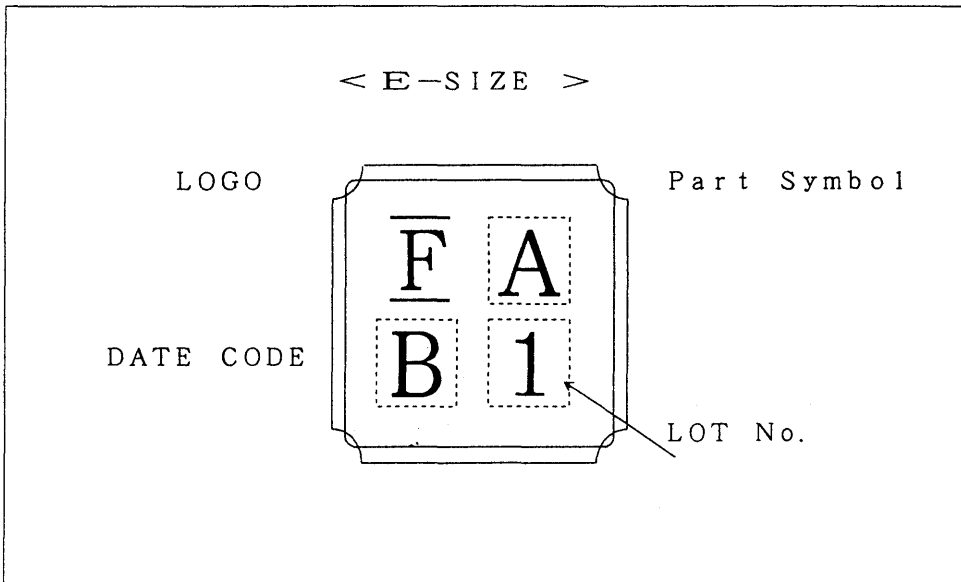 < E-SIZE >
LOGO
Part Symbol
F A
DATE CODE
B 1
LOT No.